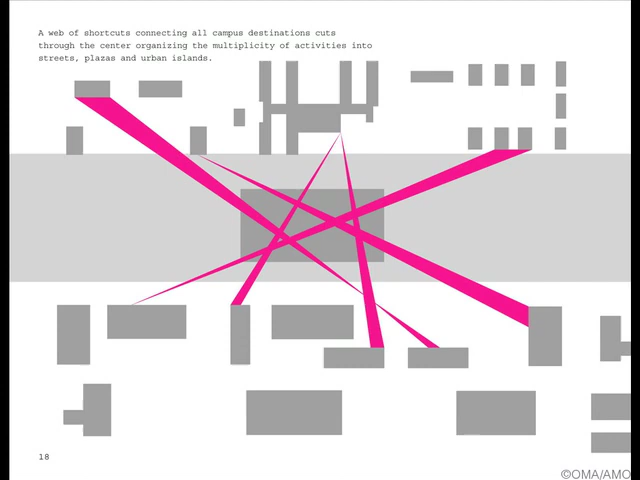 A web of shortcuts connecting all campus destinations cuts
through the center organizing the multiplicity of activities into
streets, plazas and urban islands.
18
©OMA/AMO